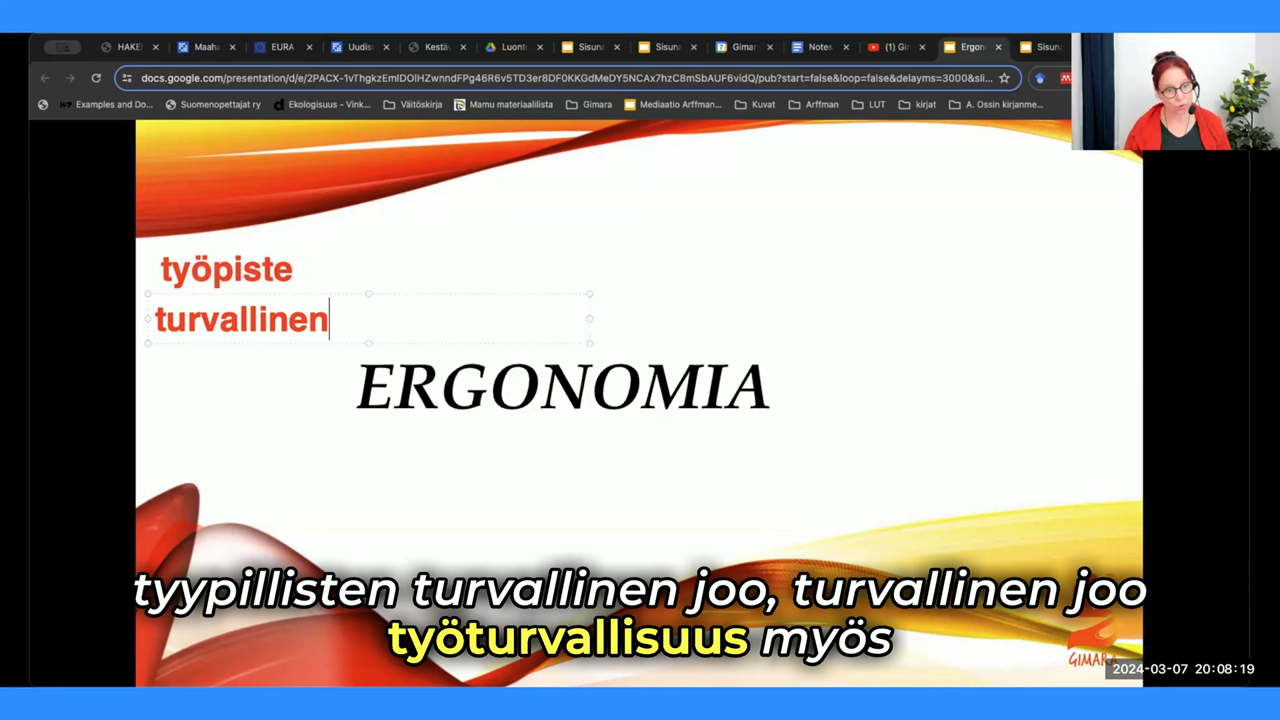 HAKE
Maaha
EURA
Uudis
Kestäv
Luont
Sisuna
Sisuna
Gimar
Notes
(1) Gi
Ergon
Sisun
docs.google.com/presentation/d/e/2PACX-1vThgkzEmIDOlHZwnndFPg46R6v5TD3er8DF0KKGdMeDY5NCAx7hzC8mSbAUF6vidQ/pub?start=false&loop=false&delayms=3000&sli...
Examples and Do...
Suomenopettajat ry
Ekologisuus - Vink...
Väitöskirja
Mamu materiaalilista
Gimara
Mediaatio Arffman...
Kuvat
Arffman
LUT
kirjat
A. Ossin kirjanme...
työpiste
turvallinen
ERGONOMIA
tyypillisten turvallinen joo, turvallinen joo
työturvallisuus myös
GIMARA
2024-03-07 20:08:19